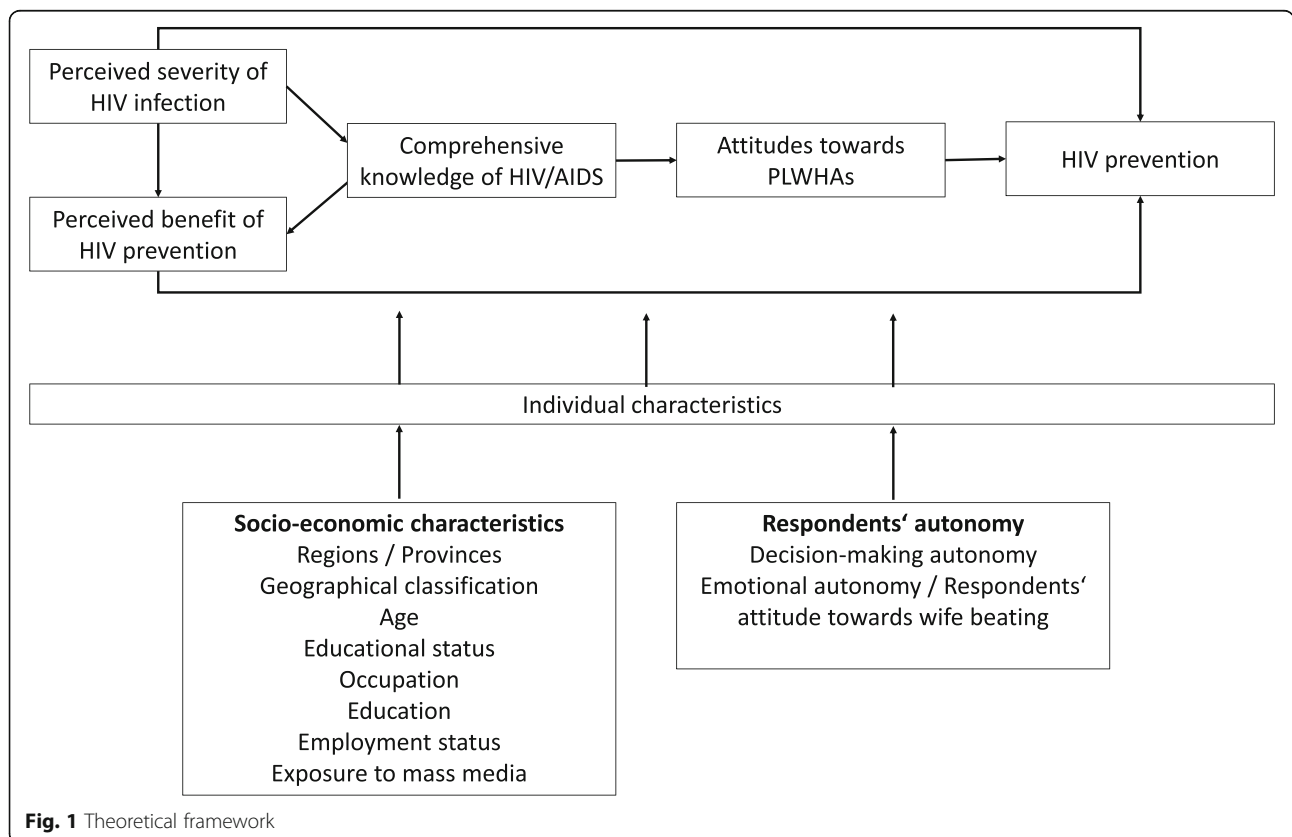 Perceived severity of
HIV infection
Comprehensive
knowledge of HIV/AIDS
Attitudes towards
PLWHAs
HIV prevention
Perceived benefit of
HIV prevention
Individual characteristics
Socio-economic characteristics
Regions / Provinces
Geographical classification
Age
Educational status
Occupation
Education
Employment status
Exposure to mass media
Respondents‘ autonomy
Decision-making autonomy
Emotional autonomy / Respondents‘
attitude towards wife beating
Fig. 1 Theoretical framework